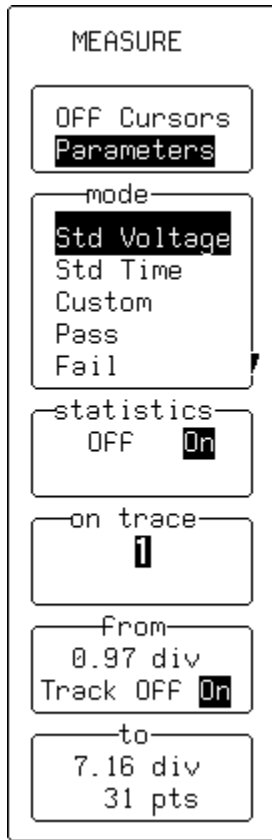 MEASURE
OFF Cursors
Parameters
mode
Std Voltage
Std Time
Custom
Pass
Fail
statistics
OFF On
on trace
1
From
0.97 div
Track OFF On
to
7.16 div
31 pts